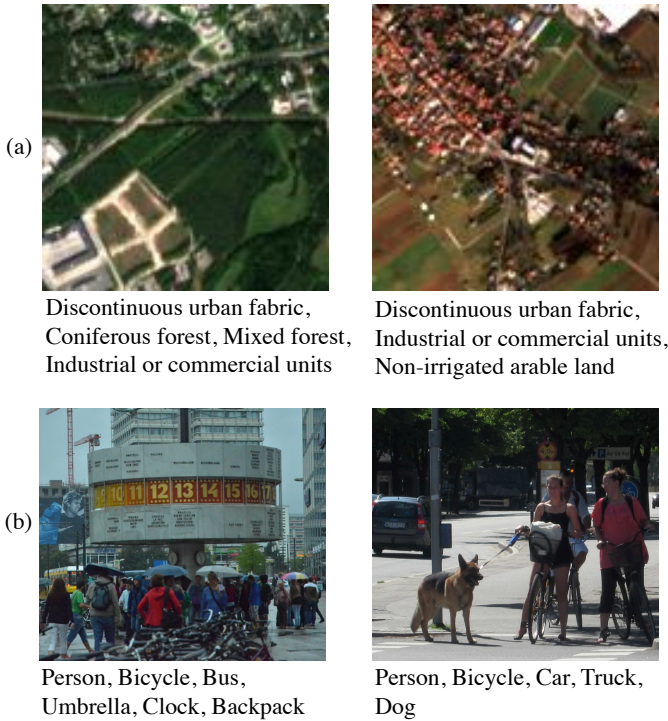 (a)
Discontinuous urban fabric,
Coniferous forest, Mixed forest,
Industrial or commercial units
Discontinuous urban fabric,
Industrial or commercial units,
Non-irrigated arable land
(b)
10 11 12 13 14 15 16 17
Person, Bicycle, Bus,
Umbrella, Clock, Backpack
Person, Bicycle, Car, Truck,
Dog